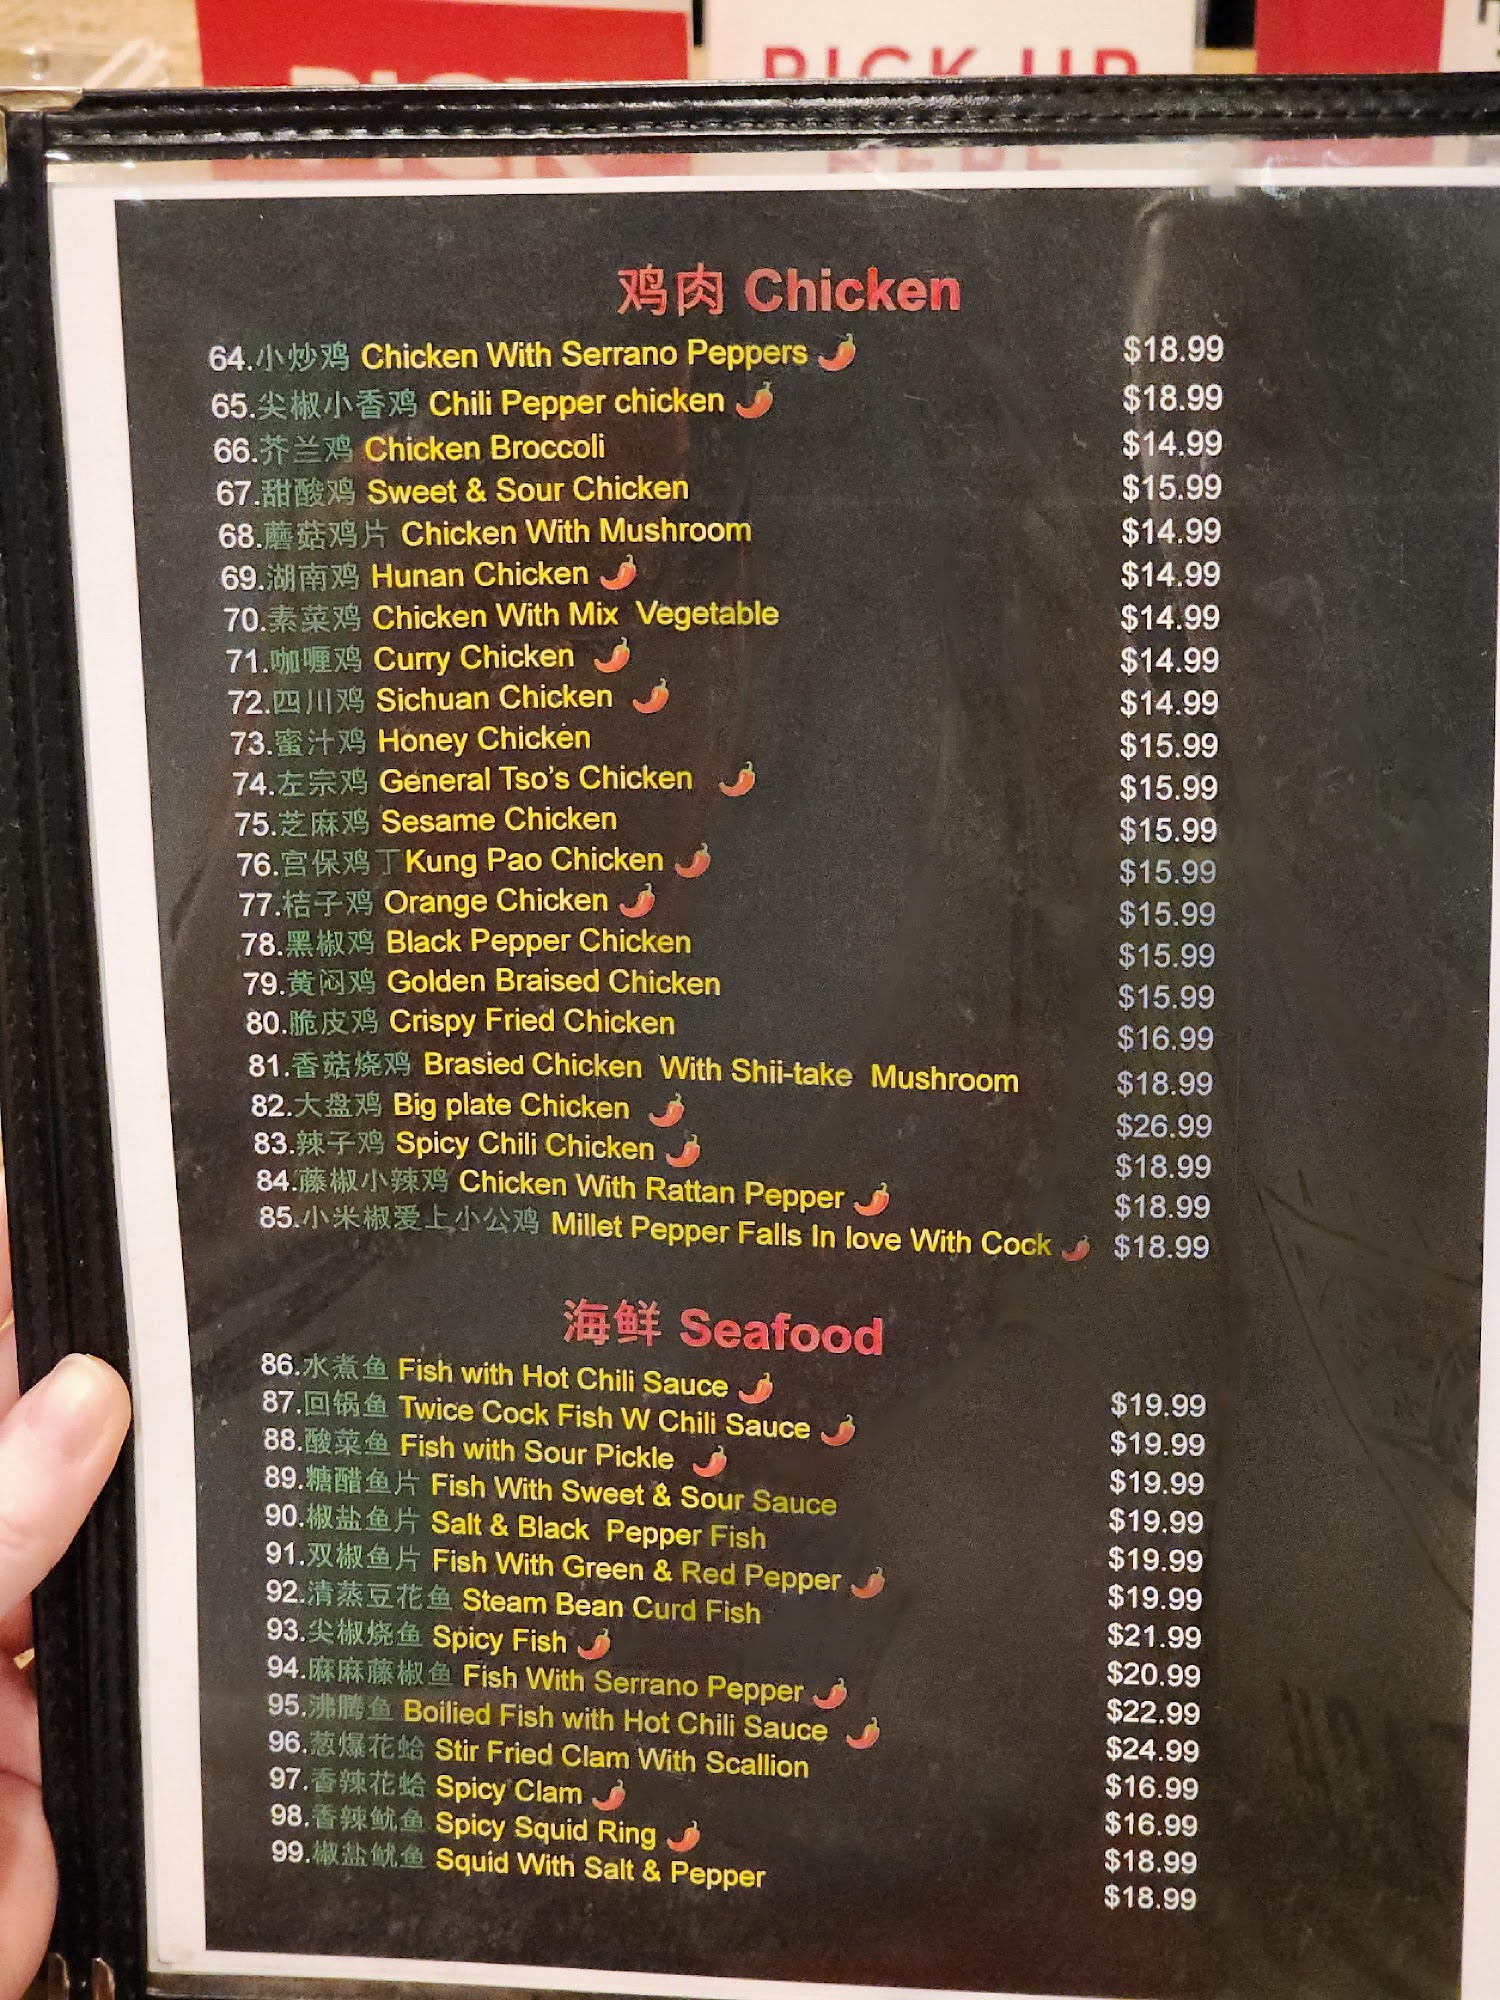 PICK UP
鸡肉 Chicken
64.小炒鸡 Chicken With Serrano Peppers $18.99
65.尖椒小香鸡 Chili Pepper chicken $18.99
66.芥兰鸡 Chicken Broccoli $14.99
67.甜酸鸡 Sweet & Sour Chicken $15.99
68.蘑菇鸡片 Chicken With Mushroom $14.99
69.湖南鸡 Hunan Chicken $14.99
70.素菜鸡 Chicken With Mix Vegetable $14.99
71.咖喱鸡 Curry Chicken $14.99
72.四川鸡 Sichuan Chicken $14.99
73.蜜汁鸡 Honey Chicken $15.99
74.左宗鸡 General Tso's Chicken $15.99
75.芝麻鸡 Sesame Chicken $15.99
76.宫保鸡丁Kung Pao Chicken $15.99
77.桔子鸡 Orange Chicken $15.99
78.黑椒鸡 Black Pepper Chicken $15.99
79.黄闷鸡 Golden Braised Chicken $15.99
80.脆皮鸡 Crispy Fried Chicken $16.99
81.香菇烧鸡 Brasied Chicken With Shii-take Mushroom $18.99
82.大盘鸡 Big plate Chicken $26.99
83.辣子鸡 Spicy Chili Chicken $18.99
84.藤椒小辣鸡 Chicken With Rattan Pepper $18.99
85.小米椒爱上小公鸡 Millet Pepper Falls In love With Cock $18.99
海鲜 Seafood
86.水煮鱼 Fish with Hot Chili Sauce $19.99
87.回锅鱼 Twice Cock Fish W Chili Sauce $19.99
88.酸菜鱼 Fish with Sour Pickle $19.99
89.糖醋鱼片 Fish With Sweet & Sour Sauce $19.99
90.椒盐鱼片 Salt & Black Pepper Fish $19.99
91.双椒鱼片 Fish With Green & Red Pepper $19.99
92.清蒸豆花鱼 Steam Bean Curd Fish $21.99
93.尖椒烧鱼 Spicy Fish $20.99
94.麻麻藤椒鱼 Fish With Serrano Pepper $22.99
95.沸腾鱼 Boilied Fish with Hot Chili Sauce $24.99
96.葱爆花蛤 Stir Fried Clam With Scallion $16.99
97.香辣花蛤 Spicy Clam $16.99
98.香辣鱿鱼 Spicy Squid Ring $18.99
99.椒盐鱿鱼 Squid With Salt & Pepper $18.99